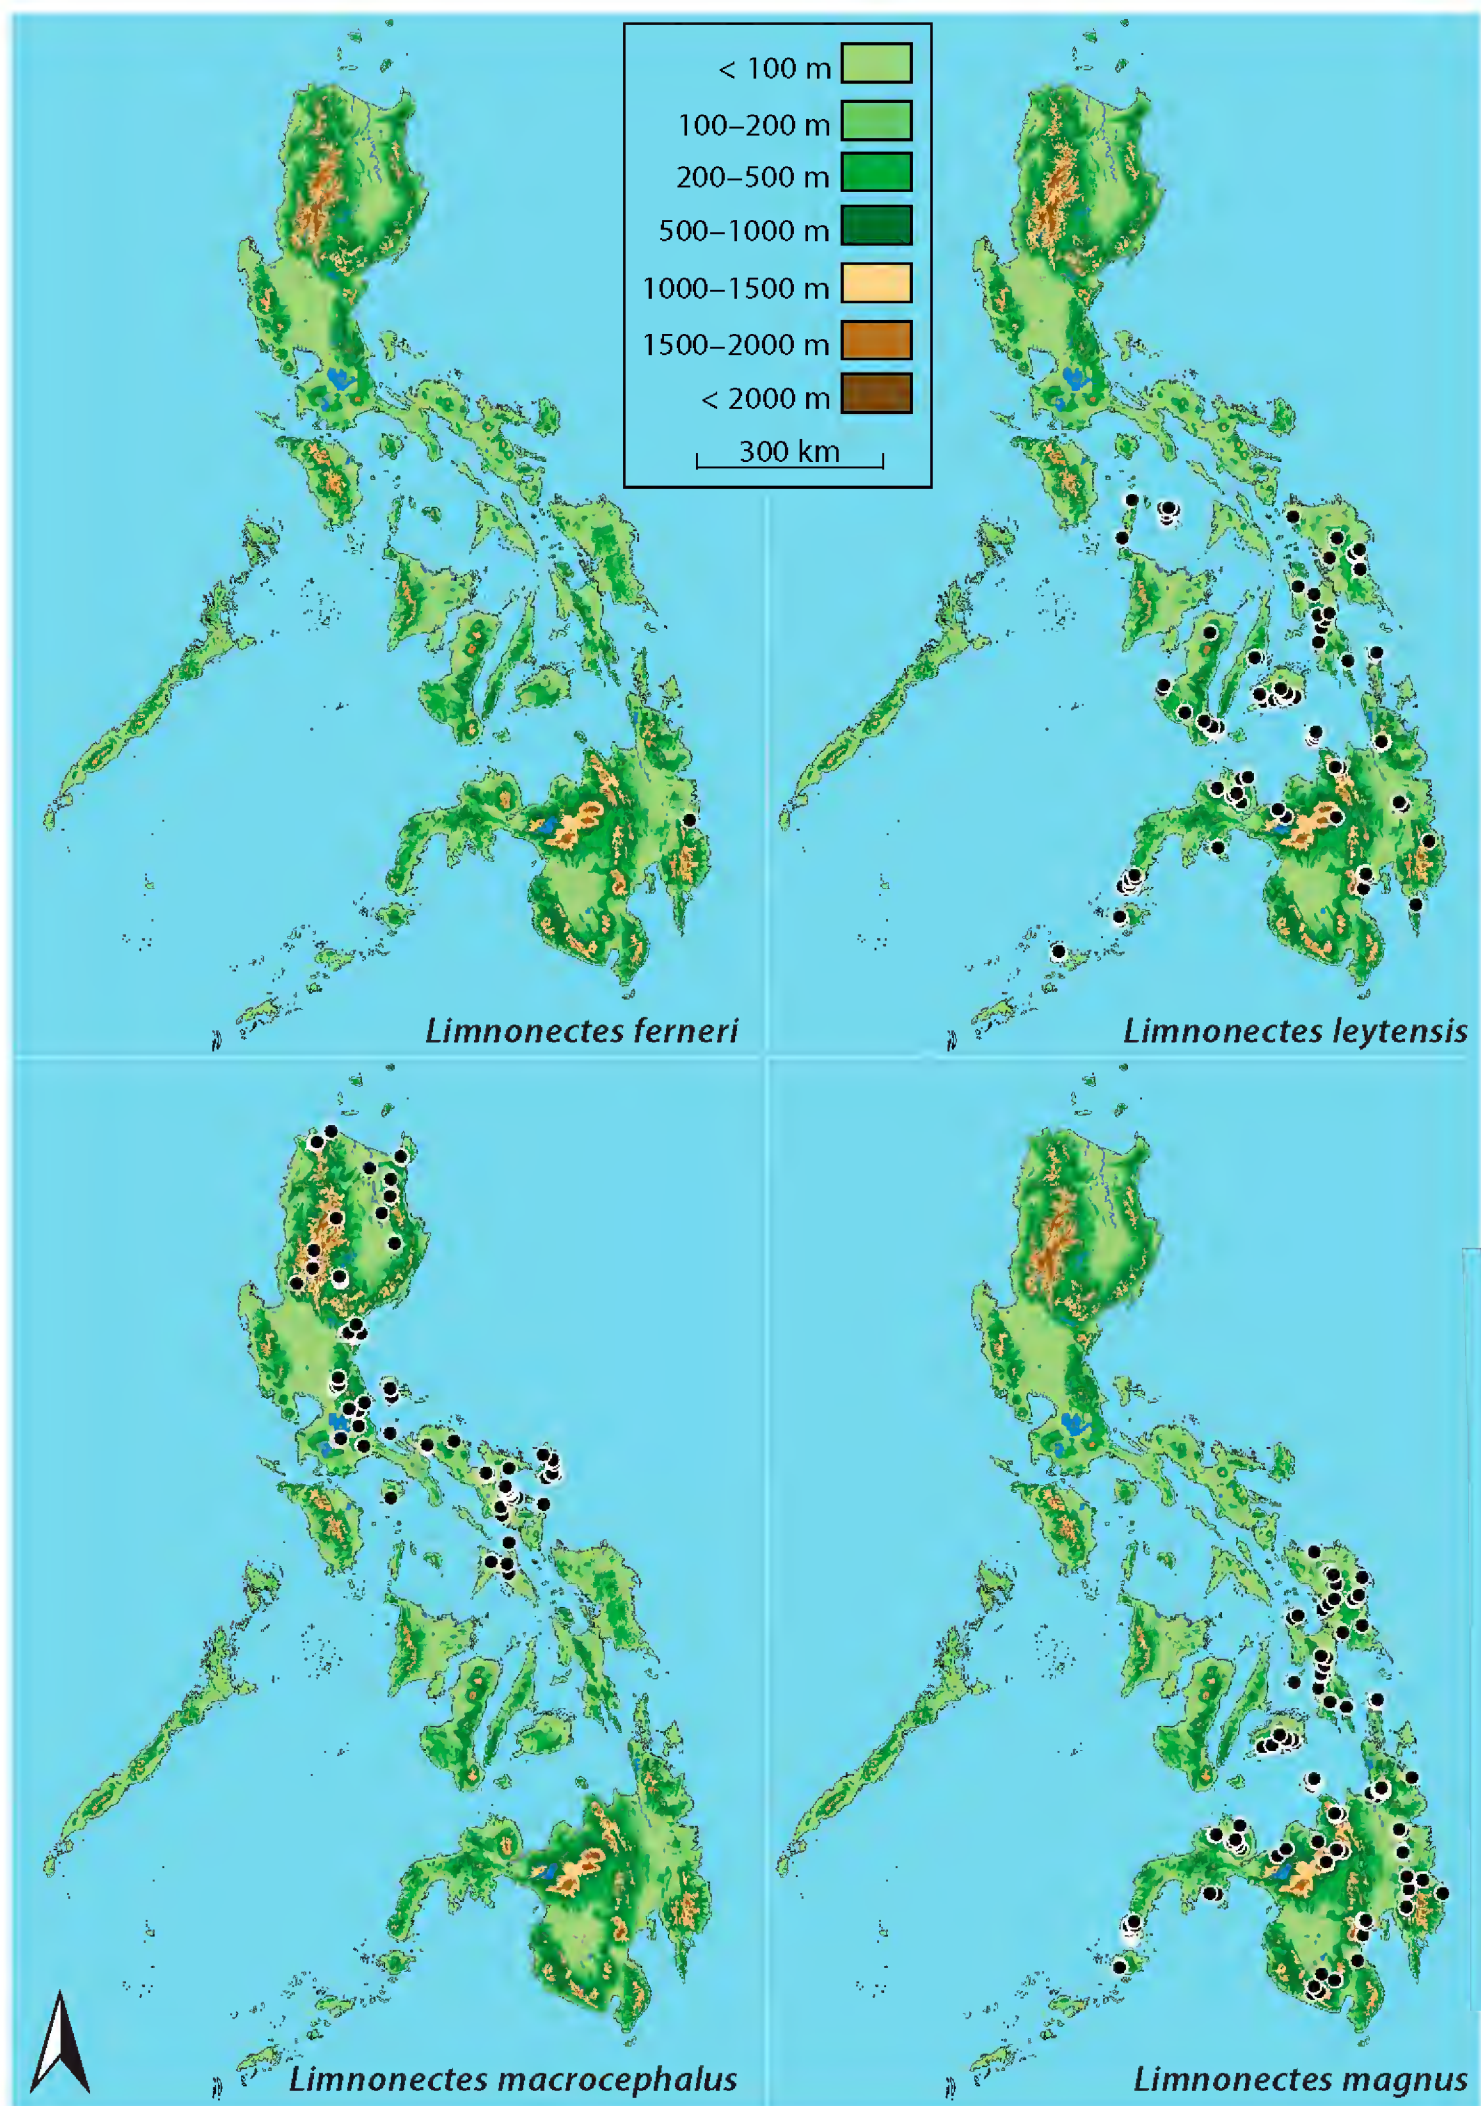 < 100 m
100–200 m
200–500 m
500–1000 m
1000–1500 m
1500–2000 m
< 2000 m
300 km
Limnonectes ferneri
Limnonectes leytensis
Limnonectes macrocephalus
Limnonectes magnus